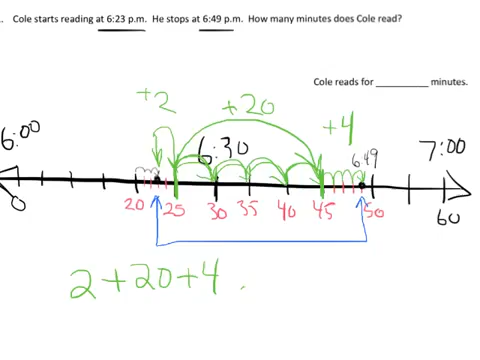 . Cole starts reading at 6:23 p.m. He stops at 6:49 p.m. How many minutes does Cole read?
Cole reads for __________ minutes.
+2 +20 +4
6:00 6:30 6:49 7:00
0 20 25 30 35 40 45 50 60
2+20+4